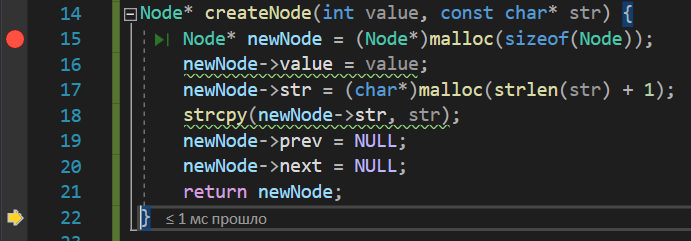 14 Node* createNode(int value, const char* str) {
15 Node* newNode = (Node*)malloc(sizeof(Node));
16 newNode->value = value;
17 newNode->str = (char*)malloc(strlen(str) + 1);
18 strcpy(newNode->str, str);
19 newNode->prev = NULL;
20 newNode->next = NULL;
21 return newNode;
22 } ≤ 1 мс прошло
23